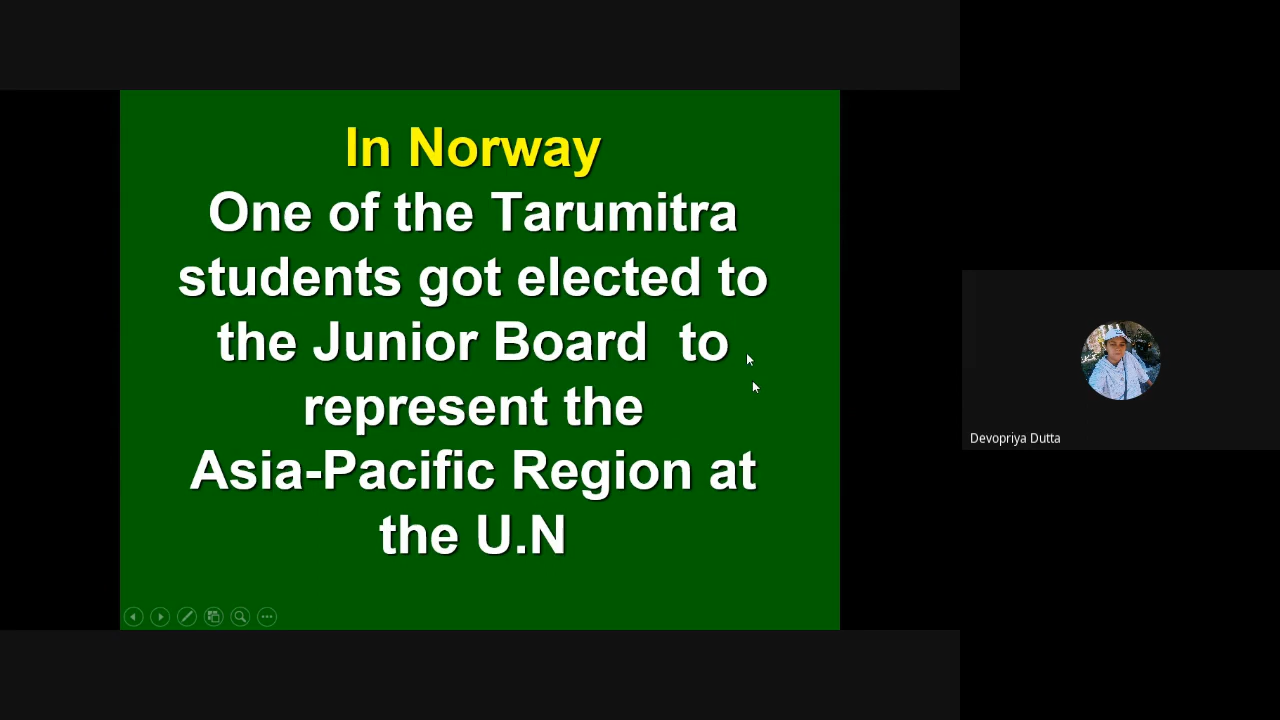 In Norway
One of the Tarumitra
students got elected to
the Junior Board  to
represent the
Asia-Pacific Region at
the U.N
Devopriya Dutta